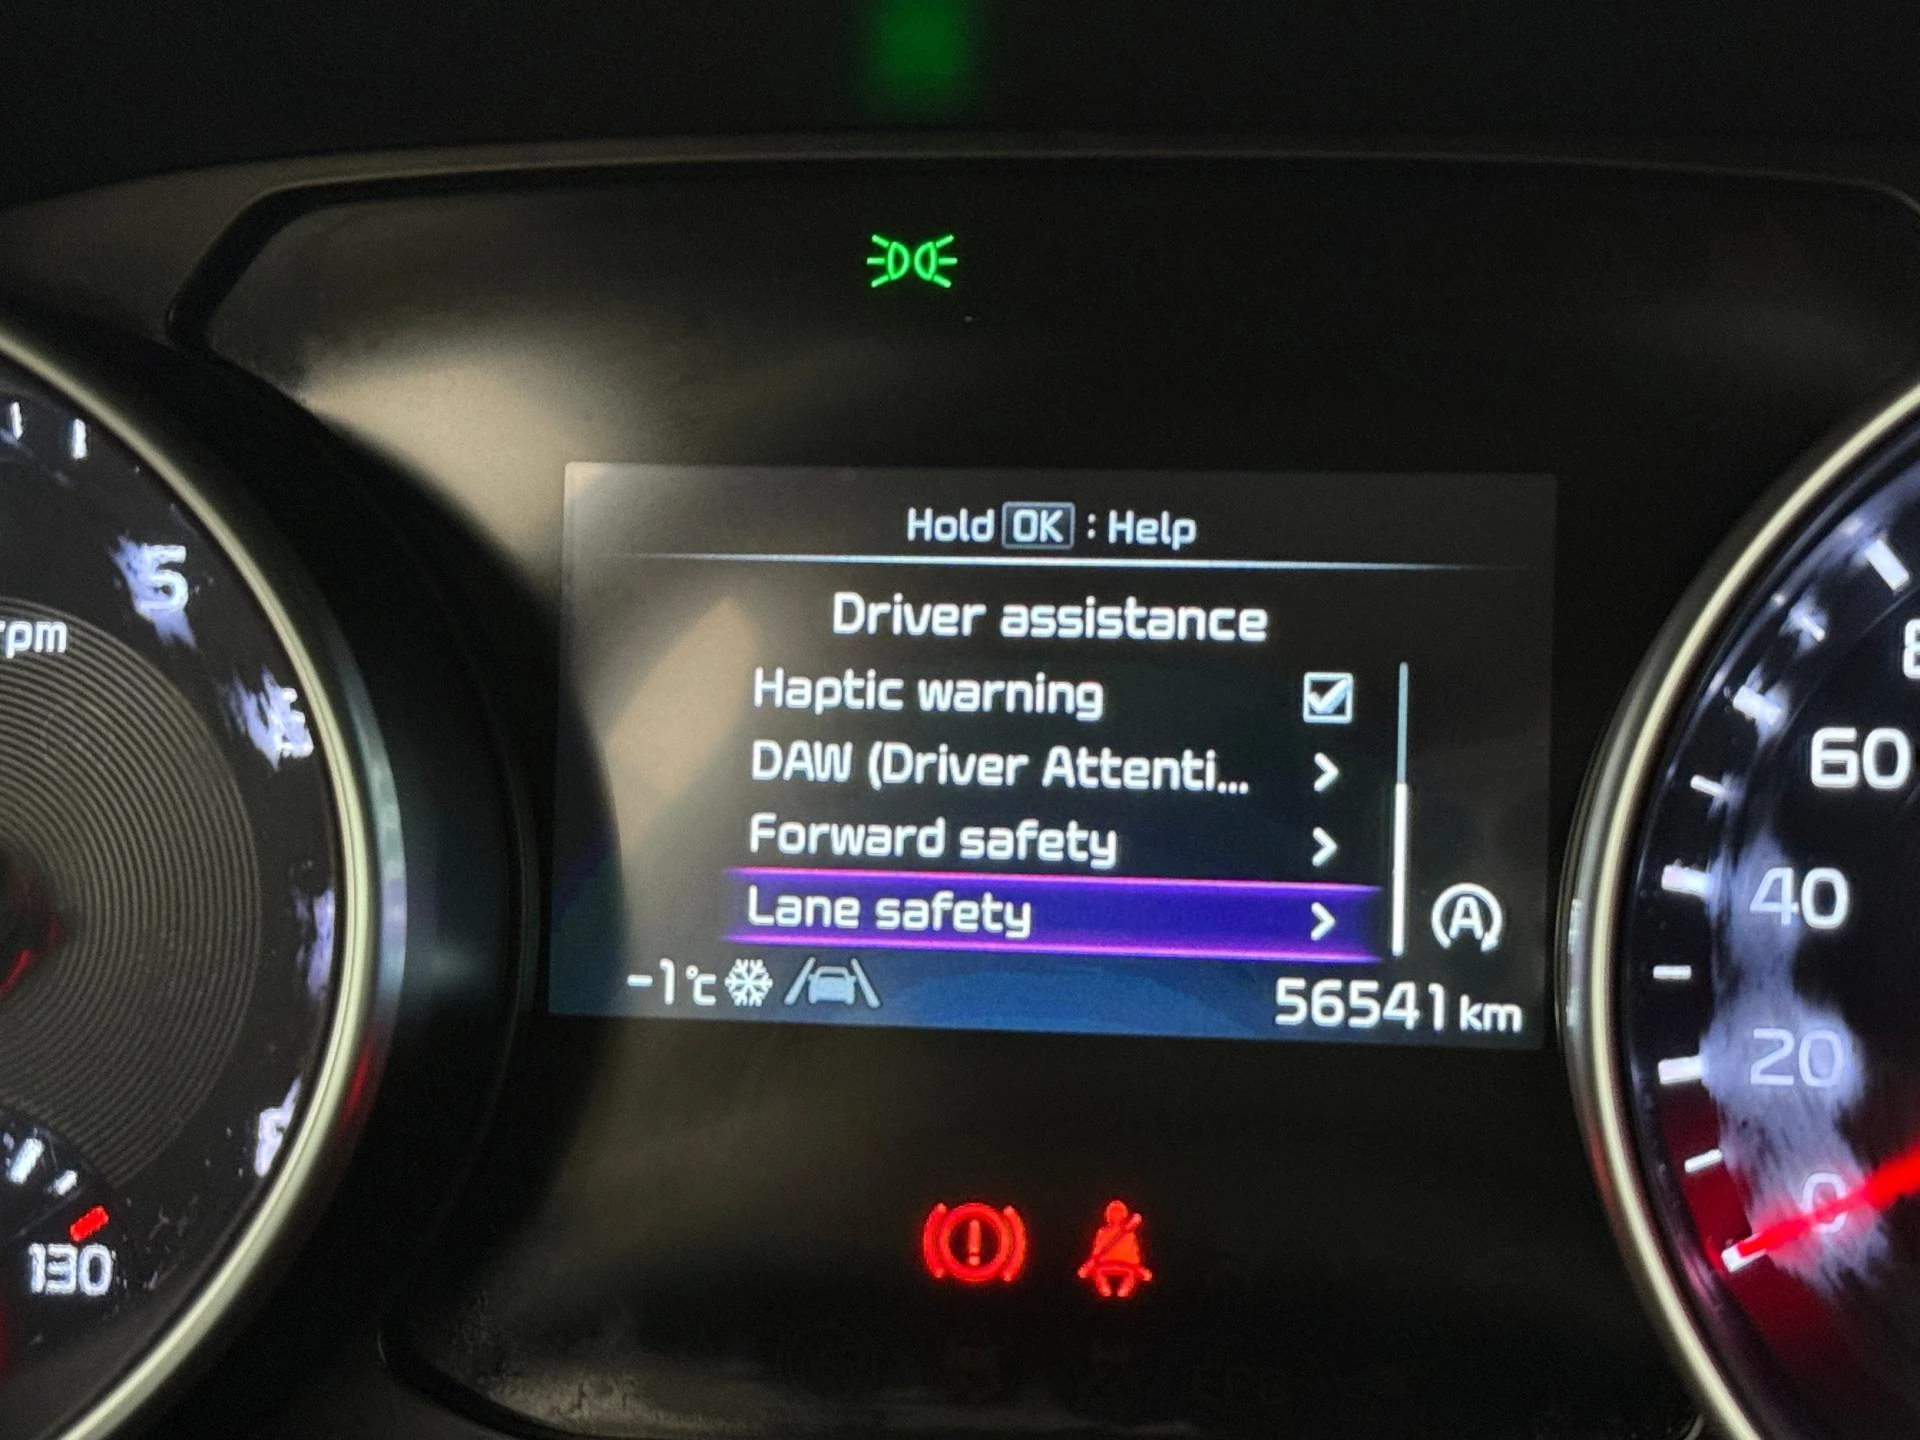 Hold OK : Help
Driver assistance
Haptic warning
DAW (Driver Attenti...
Forward safety
Lane safety
A
-1°C
56541 km
5
rpm
130
60
40
20
0